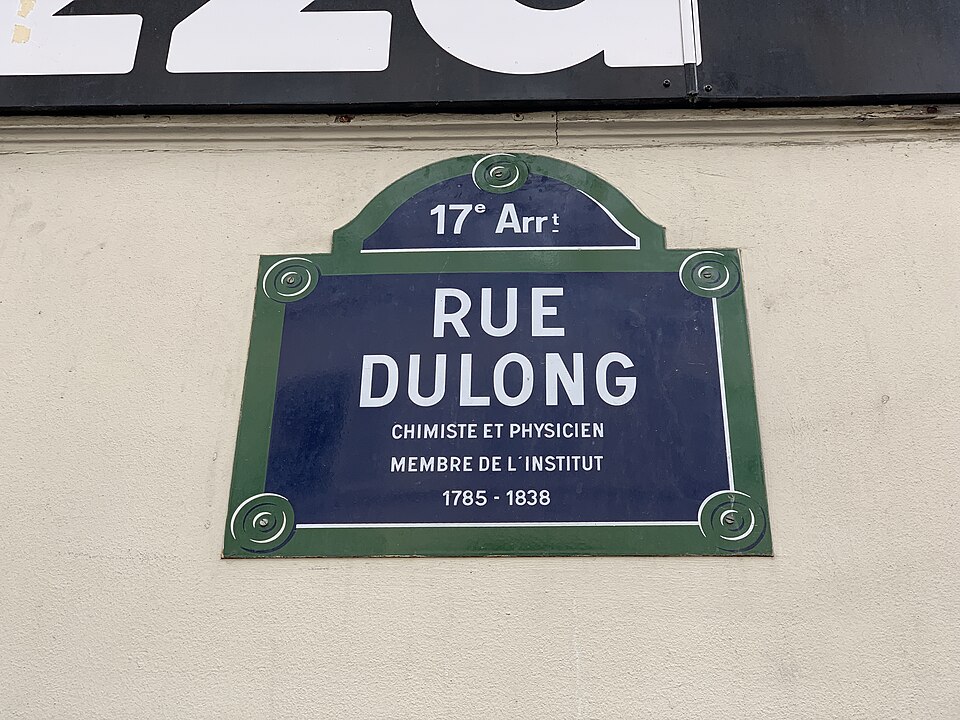 17e Arrt
RUE
DULONG
CHIMISTE ET PHYSICIEN
MEMBRE DE L'INSTITUT
1785 - 1838